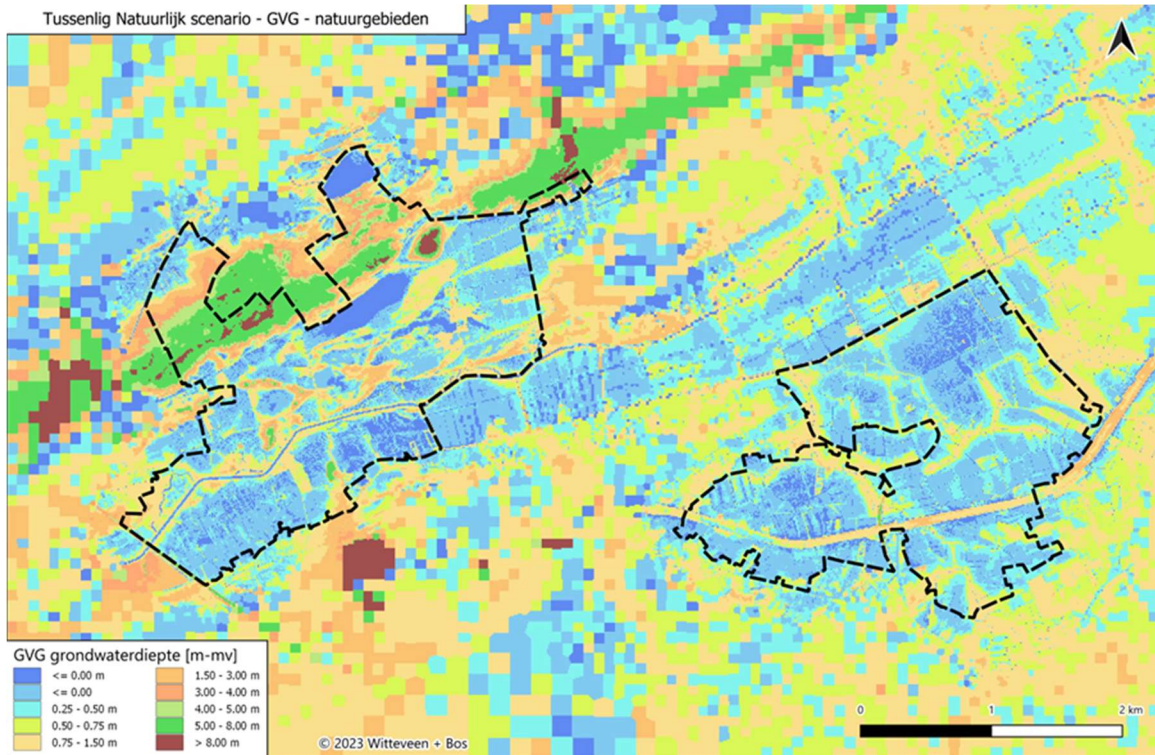 Tussenlig Natuurlijk scenario - GVG - natuurgebieden
GVG grondwaterdiepte [m-mv]
<= 0.00 m
<= 0.00
0.25 - 0.50 m
0.50 - 0.75 m
0.75 - 1.50 m
1.50 - 3.00 m
3.00 - 4.00 m
4.00 - 5.00 m
5.00 - 8.00 m
> 8.00 m
© 2023 Witteveen + Bos
0 1 2 km